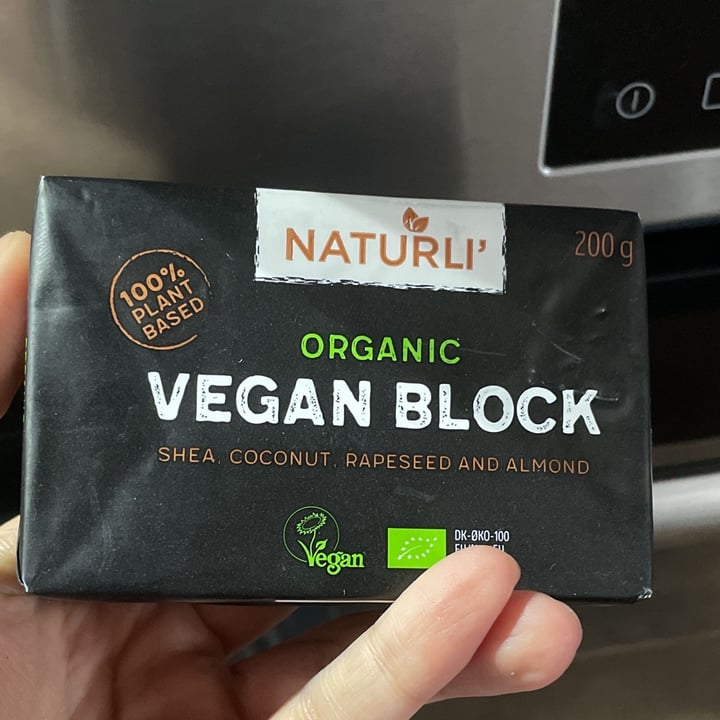 NATURLI'
200 g
100%
PLANT
BASED
ORGANIC
VEGAN BLOCK
SHEA, COCONUT, RAPESEED AND ALMOND
Vegan
DK-ØKO-100